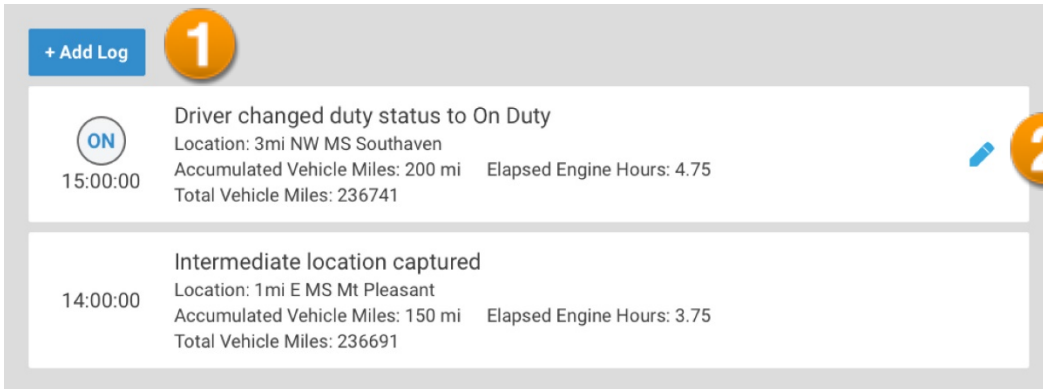 + Add Log
1
ON
15:00:00
Driver changed duty status to On Duty
Location: 3mi NW MS Southaven
Accumulated Vehicle Miles: 200 mi Elapsed Engine Hours: 4.75
Total Vehicle Miles: 236741
2
14:00:00
Intermediate location captured
Location: 1mi E MS Mt Pleasant
Accumulated Vehicle Miles: 150 mi Elapsed Engine Hours: 3.75
Total Vehicle Miles: 236691